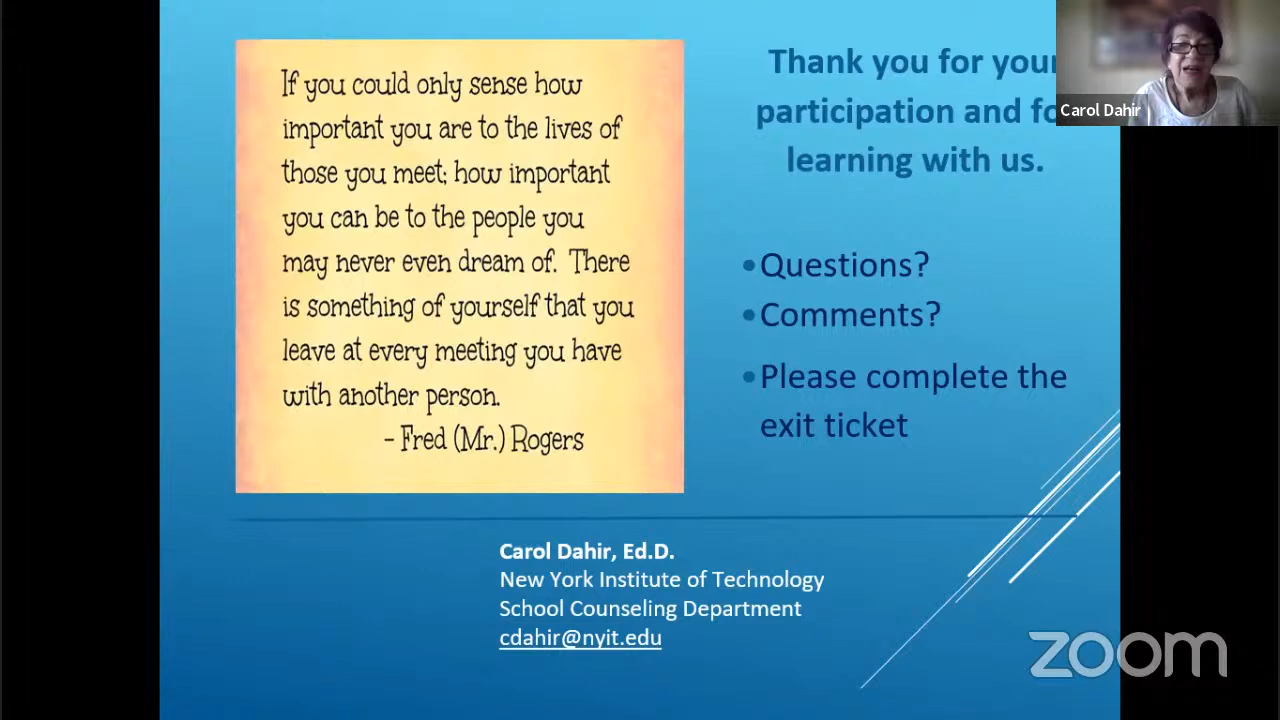 If you could only sense how
important you are to the lives of
those you meet; how important
you can be to the people you
may never even dream of. There
is something of yourself that you
leave at every meeting you have
with another person.
- Fred (Mr.) Rogers
Thank you for your
participation and fo
learning with us.
•Questions?
•Comments?
•Please complete the
exit ticket
Carol Dahir, Ed.D.
New York Institute of Technology
School Counseling Department
cdahir@nyit.edu
Carol Dahir
zoom